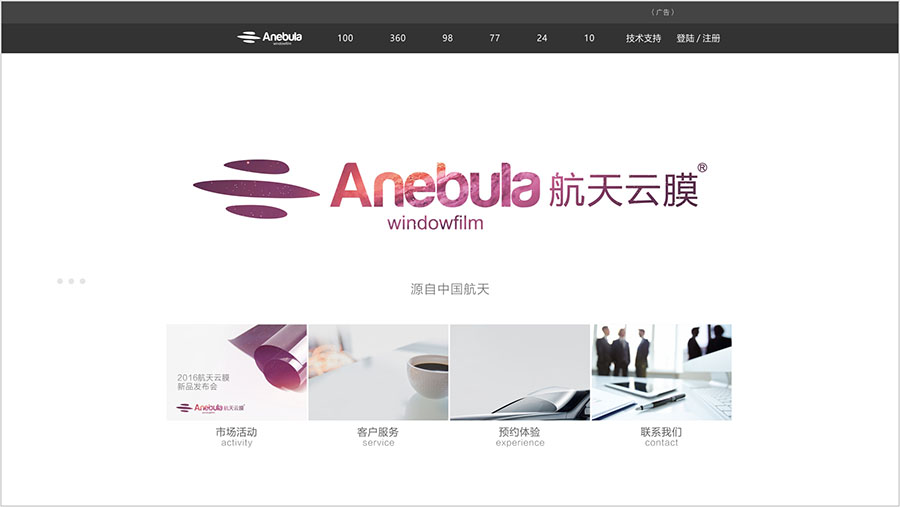 （广告）
Anebula
windowfilm
100 360 98 77 24 10 技术支持 登陆 / 注册
Anebula 航天云膜®
windowfilm
源自中国航天
2016航天云膜
新品发布会
Anebula 航天云膜
市场活动 客户服务 预约体验 联系我们
activity service experience contact